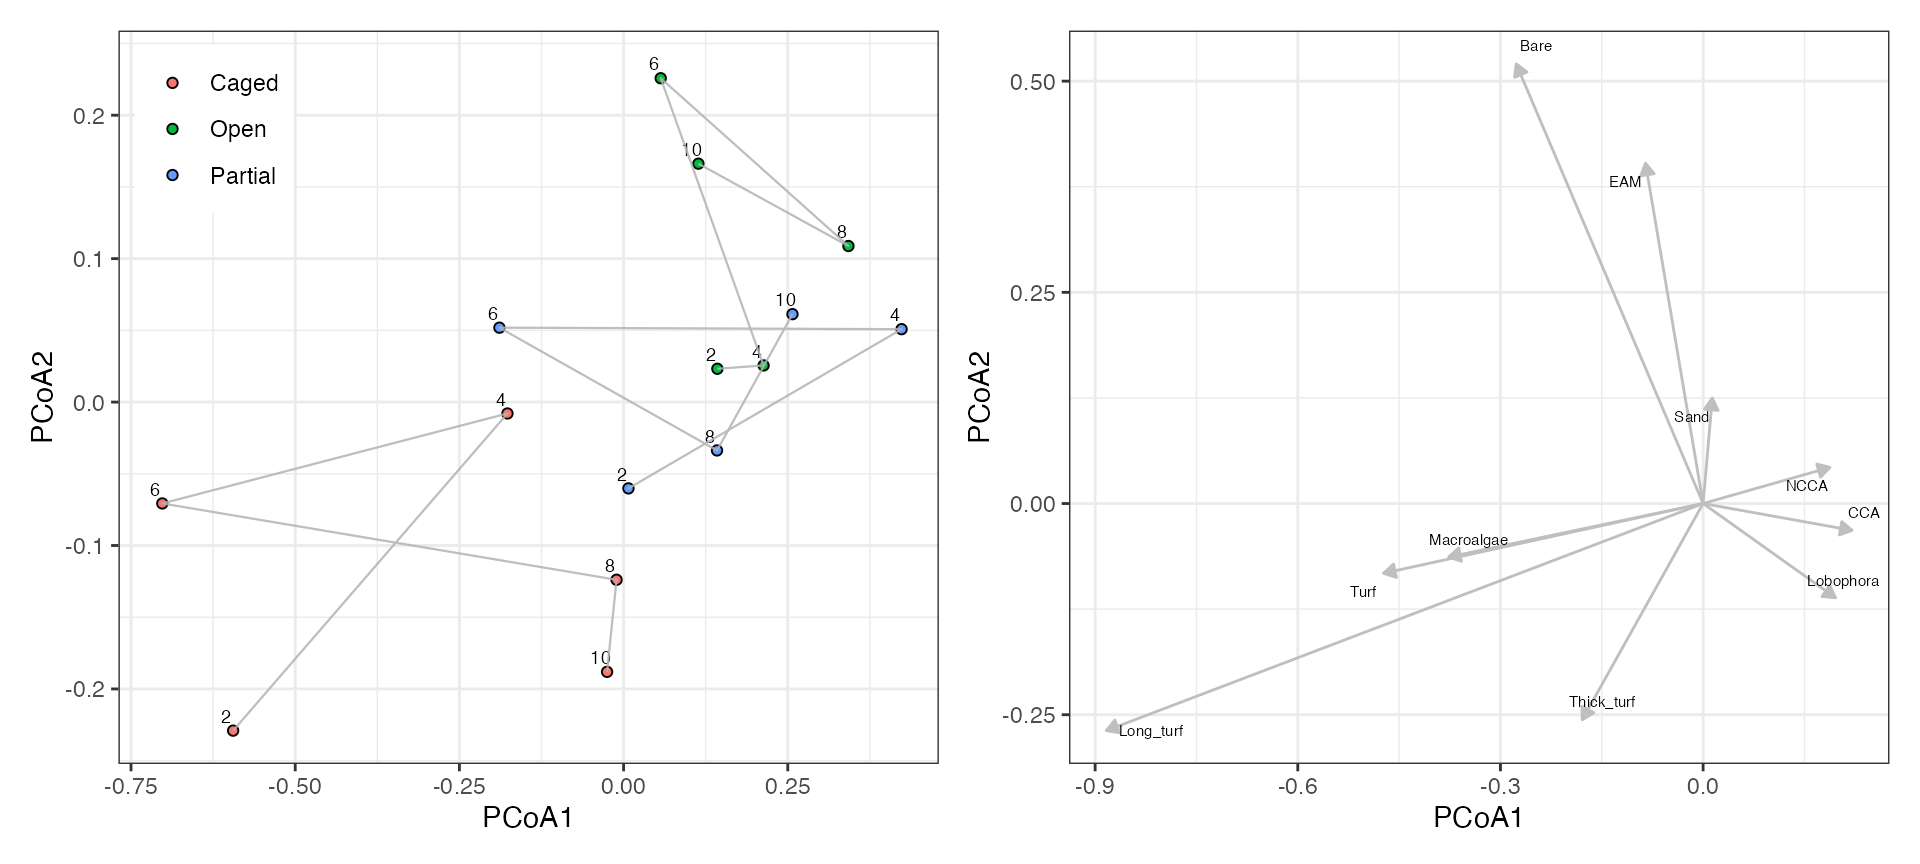 Caged
Open
Partial
6
10
8
10
6
4
2
4
4
8
2
6
8
10
2
0.2
0.1
0.0
-0.1
-0.2
-0.75
-0.50
-0.25
0.00
0.25
PCoA1
PCoA2
Bare
EAM
Sand
NCCA
CCA
Macroalgae
Lobophora
Turf
Thick_turf
Long_turf
0.50
0.25
0.00
-0.25
-0.9
-0.6
-0.3
0.0
PCoA1
PCoA2